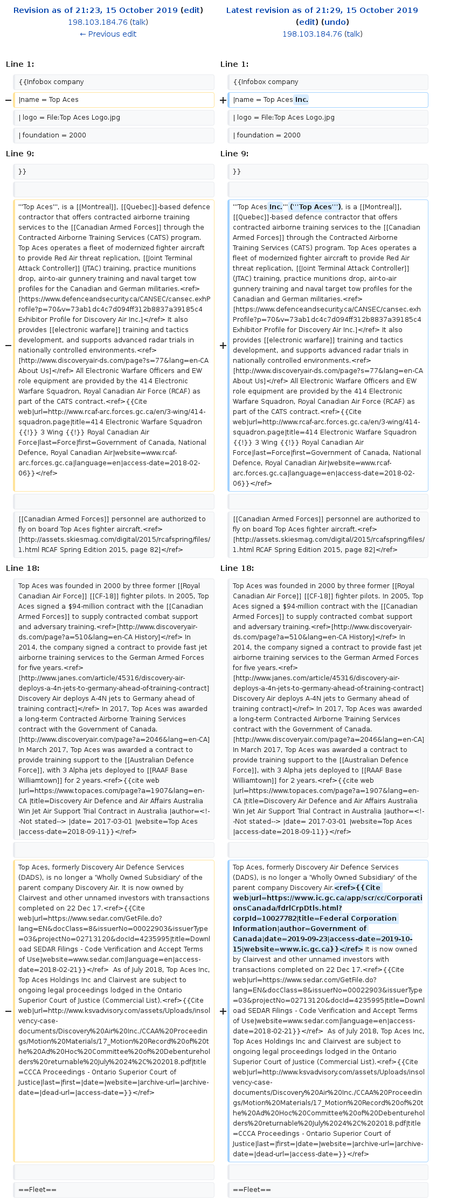 Revision as of 21:23, 15 October 2019 (edit)
198.103.184.76 (talk)
← Previous edit
Latest revision as of 21:29, 15 October 2019
(edit) (undo)
198.103.184.76 (talk)
Line 1:
Line 1:
{{Infobox company
{{Infobox company
− |name = Top Aces
+ |name = Top Aces Inc.
| logo = File:Top Aces Logo.jpg
| logo = File:Top Aces Logo.jpg
| foundation = 2000
| foundation = 2000
Line 9:
Line 9:
}}
}}
−
'''Top Aces''', is a [[Montreal]], [[Quebec]]-based defence
contractor that offers contracted airborne training
services to the [[Canadian Armed Forces]] through the
Contracted Airborne Training Services (CATS) program.
Top Aces operates a fleet of modernized fighter aircraft
to provide Red Air threat replication, [[Joint Terminal
Attack Controller]] (JTAC) training, practice munitions
drop, air-to-air gunnery training and naval target tow
profiles for the Canadian and German militaries.<ref>
[https://www.defenceandsecurity.ca/CANSEC/cansec.exhP
rofile?p=70&v=73ab1dc4c7d094ff312b8837a39185c4
Exhibitor Profile for Discovery Air Inc.]</ref> It also
provides [[electronic warfare]] training and tactics
development, and supports advanced radar trials in
nationally controlled environments.<ref>
[http://www.discoveryair-ds.com/page?s=77&lang=en-CA
About Us]</ref> All Electronic Warfare Officers and EW
role equipment are provided by the 414 Electronic
Warfare Squadron, Royal Canadian Air Force (RCAF) as
part of the CATS contract.<ref>{{Cite
web|url=http://www.rcaf-arc.forces.gc.ca/en/3-wing/414-
squadron.page|title=414 Electronic Warfare Squadron
{{!}} 3 Wing {{!}} Royal Canadian Air
Force|last=Force|first=Government of Canada, National
Defence, Royal Canadian Air|website=www.rcaf-
arc.forces.gc.ca|language=en|access-date=2018-02-
06}}</ref>
+
'''Top Aces Inc.''' ('''Top Aces'''), is a [[Montreal]],
[[Quebec]]-based defence contractor that offers
contracted airborne training services to the [[Canadian
Armed Forces]] through the Contracted Airborne
Training Services (CATS) program. Top Aces operates a
fleet of modernized fighter aircraft to provide Red Air
threat replication, [[Joint Terminal Attack Controller]]
(JTAC) training, practice munitions drop, air-to-air
gunnery training and naval target tow profiles for the
Canadian and German militaries.<ref>
[https://www.defenceandsecurity.ca/CANSEC/cansec.exh
Profile?p=70&v=73ab1dc4c7d094ff312b8837a39185c4
Exhibitor Profile for Discovery Air Inc.]</ref> It also
provides [[electronic warfare]] training and tactics
development, and supports advanced radar trials in
nationally controlled environments.<ref>
[http://www.discoveryair-ds.com/page?s=77&lang=en-CA
About Us]</ref> All Electronic Warfare Officers and EW
role equipment are provided by the 414 Electronic
Warfare Squadron, Royal Canadian Air Force (RCAF) as
part of the CATS contract.<ref>{{Cite
web|url=http://www.rcaf-arc.forces.gc.ca/en/3-wing/414-
squadron.page|title=414 Electronic Warfare Squadron
{{!}} 3 Wing {{!}} Royal Canadian Air
Force|last=Force|first=Government of Canada, National
Defence, Royal Canadian Air|website=www.rcaf-
arc.forces.gc.ca|language=en|access-date=2018-02-
06}}</ref>
[[Canadian Armed Forces]] personnel are authorized to
fly on board Top Aces fighter aircraft.<ref>
[http://assets.skiesmag.com/digital/2015/rcafspring/files/
1.html RCAF Spring Edition 2015, page 82]</ref>
[[Canadian Armed Forces]] personnel are authorized to
fly on board Top Aces fighter aircraft.<ref>
[http://assets.skiesmag.com/digital/2015/rcafspring/files/
1.html RCAF Spring Edition 2015, page 82]</ref>
Line 18:
Line 18:
Top Aces was founded in 2000 by three former [[Royal
Canadian Air Force]] [[CF-18]] fighter pilots. In 2005, Top
Aces signed a $94-million contract with the [[Canadian
Armed Forces]] to supply contracted combat support
and adversary training.<ref>[http://www.discoveryair-
ds.com/page?a=510&lang=en-CA History]</ref> In
2014, the company signed a contract to provide fast jet
airborne training services to the German Armed Forces
for five years.<ref>
[http://www.janes.com/article/45316/discovery-air-
deploys-a-4n-jets-to-germany-ahead-of-training-contract]
Discovery Air deploys A-4N jets to Germany ahead of
training contract]</ref> In 2017, Top Aces was awarded
a long-term Contracted Airborne Training Services
contract with the Government of Canada.
[http://www.discoveryair.com/page?a=2046&lang=en-CA]
In March 2017, Top Aces was awarded a contract to
provide training support to the [[Australian Defence
Force]], with 3 Alpha jets deployed to [[RAAF Base
Williamtown]] for 2 years.<ref>{{cite web
|url=https://www.topaces.com/page?a=1907&lang=en-
CA |title=Discovery Air Defence and Air Affairs Australia
Win Jet Air Support Trial Contract in Australia |author=<!-
-Not stated--> |date= 2017-03-01 |website=Top Aces
|access-date=2018-09-11}}</ref>
Top Aces was founded in 2000 by three former [[Royal
Canadian Air Force]] [[CF-18]] fighter pilots. In 2005, Top
Aces signed a $94-million contract with the [[Canadian
Armed Forces]] to supply contracted combat support
and adversary training.<ref>[http://www.discoveryair-
ds.com/page?a=510&lang=en-CA History]</ref> In
2014, the company signed a contract to provide fast jet
airborne training services to the German Armed Forces
for five years.<ref>
[http://www.janes.com/article/45316/discovery-air-
deploys-a-4n-jets-to-germany-ahead-of-training-contract]
Discovery Air deploys A-4N jets to Germany ahead of
training contract]</ref> In 2017, Top Aces was awarded
a long-term Contracted Airborne Training Services
contract with the Government of Canada.
[http://www.discoveryair.com/page?a=2046&lang=en-CA]
In March 2017, Top Aces was awarded a contract to
provide training support to the [[Australian Defence
Force]], with 3 Alpha jets deployed to [[RAAF Base
Williamtown]] for 2 years.<ref>{{cite web
|url=https://www.topaces.com/page?a=1907&lang=en-
CA |title=Discovery Air Defence and Air Affairs Australia
Win Jet Air Support Trial Contract in Australia |author=<!-
-Not stated--> |date= 2017-03-01 |website=Top Aces
|access-date=2018-09-11}}</ref>
−
Top Aces, formerly Discovery Air Defence Services
(DADS), is no longer a 'Wholly Owned Subsidiary' of the
parent company Discovery Air. It is now owned by
Clairvest and other unnamed investors with transactions
completed on 22 Dec 17.<ref>{{Cite
web|url=https://www.sedar.com/GetFile.do?
lang=EN&docClass=8&issuerNo=00022903&issuerType
=03&projectNo=02713120&docId=4235995|title=Downl
oad SEDAR Filings - Code Verification and Accept Terms
of Use|website=www.sedar.com|language=en|access-
date=2018-02-21}}</ref>  As of July 2018, Top Aces Inc,
Top Aces Holdings Inc and Clairvest are subject to
ongoing legal proceedings lodged in the Ontario
Superior Court of Justice (Commercial List).<ref>{{Cite
web|url=http://www.ksvadvisory.com/assets/Uploads/Insol
vency-case-
documents/Discovery%20Air%20Inc./CCAA%20Proceedin
gs/Motion%20Materials/17_Motion%20Record%20of%20t
he%20Ad%20Hoc%20Committee%20of%20Debentureh
olders%20returnable%20July%2024%2C%202018.pdf|title
=CCCA Proceedings - Ontario Superior Court of
Justice|last=|first=|date=|website=|archive-url=|archive-
date=|dead-url=|access-date=}}</ref>
+
Top Aces, formerly Discovery Air Defence Services
(DADS), is no longer a 'Wholly Owned Subsidiary' of the
parent company Discovery Air.<ref>{{Cite
web|url=https://www.ic.gc.ca/app/scr/cc/Corporati
onsCanada/fdrlCrpDtls.html?
corpId=10027782|title=Federal Corporation
Information|author=Government of
Canada|date=2019-09-23|access-date=2019-10-
15|website=www.ic.gc.ca}}</ref> It is now owned
by Clairvest and other unnamed investors with
transactions completed on 22 Dec 17.<ref>{{Cite
web|url=https://www.sedar.com/GetFile.do?
lang=EN&docClass=8&issuerNo=00022903&issuerType
=03&projectNo=02713120&docId=4235995|title=Downl
oad SEDAR Filings - Code Verification and Accept Terms
of Use|website=www.sedar.com|language=en|access-
date=2018-02-21}}</ref>  As of July 2018, Top Aces Inc,
Top Aces Holdings Inc and Clairvest are subject to
ongoing legal proceedings lodged in the Ontario
Superior Court of Justice (Commercial List).<ref>{{Cite
web|url=http://www.ksvadvisory.com/assets/Uploads/Insol
vency-case-
documents/Discovery%20Air%20Inc./CCAA%20Proceedi
ngs/Motion%20Materials/17_Motion%20Record%20of%20t
he%20Ad%20Hoc%20Committee%20of%20Debenturehol
ders%20returnable%20July%2024%2C%202018.pdf|title
=CCCA Proceedings - Ontario Superior Court of
Justice|last=|first=|date=|website=|archive-url=|archive-
date=|dead-url=|access-date=}}</ref>
==Fleet==
==Fleet==